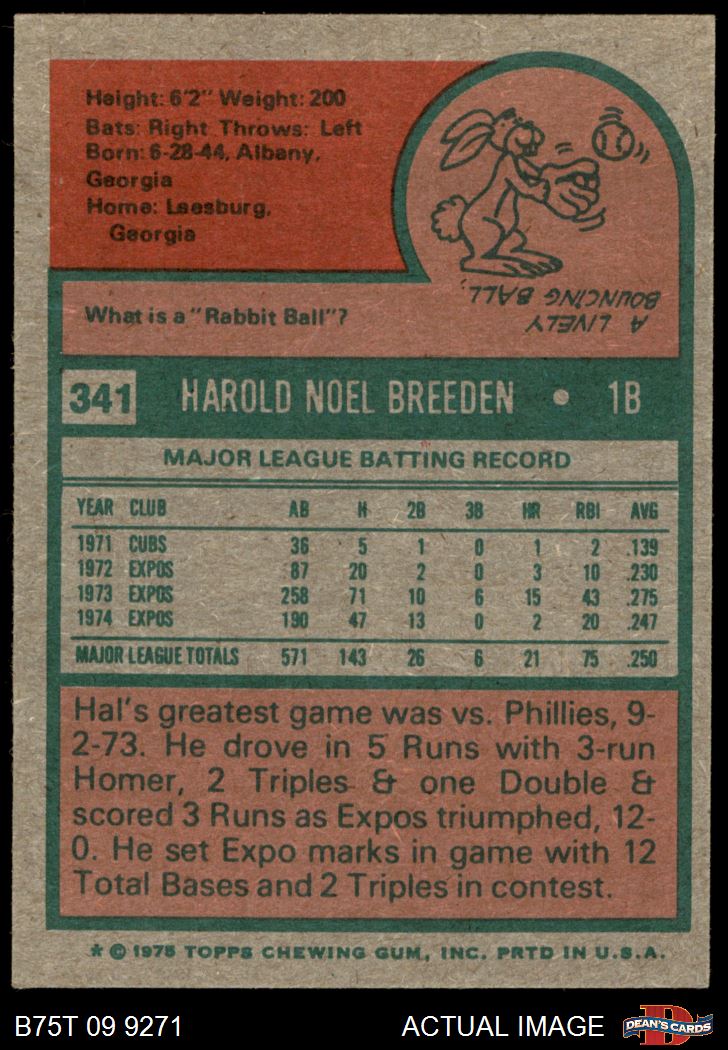 Height: 6'2" Weight: 200
Bats: Right Throws: Left
Born: 6-28-44, Albany,
Georgia
Home: Leesburg,
Georgia
What is a "Rabbit Ball"?
A LIVELY
BOUNCING BALL.
341 HAROLD NOEL BREEDEN • 1B
MAJOR LEAGUE BATTING RECORD
YEAR CLUB AB H 2B 3B HR RBI AVG
1971 CUBS 36 5 1 0 1 2 .139
1972 EXPOS 87 20 2 0 3 10 .230
1973 EXPOS 258 71 10 6 15 43 .275
1974 EXPOS 190 47 13 0 2 20 .247
MAJOR LEAGUE TOTALS 571 143 26 6 21 75 .250
Hal's greatest game was vs. Phillies, 9-
2-73. He drove in 5 Runs with 3-run
Homer, 2 Triples & one Double &
scored 3 Runs as Expos triumphed, 12-
0. He set Expo marks in game with 12
Total Bases and 2 Triples in contest.
* © 1975 TOPPS CHEWING GUM, INC. PRTD IN U.S.A.
B75T 09 9271
ACTUAL IMAGE
D
DEAN'S CARDS